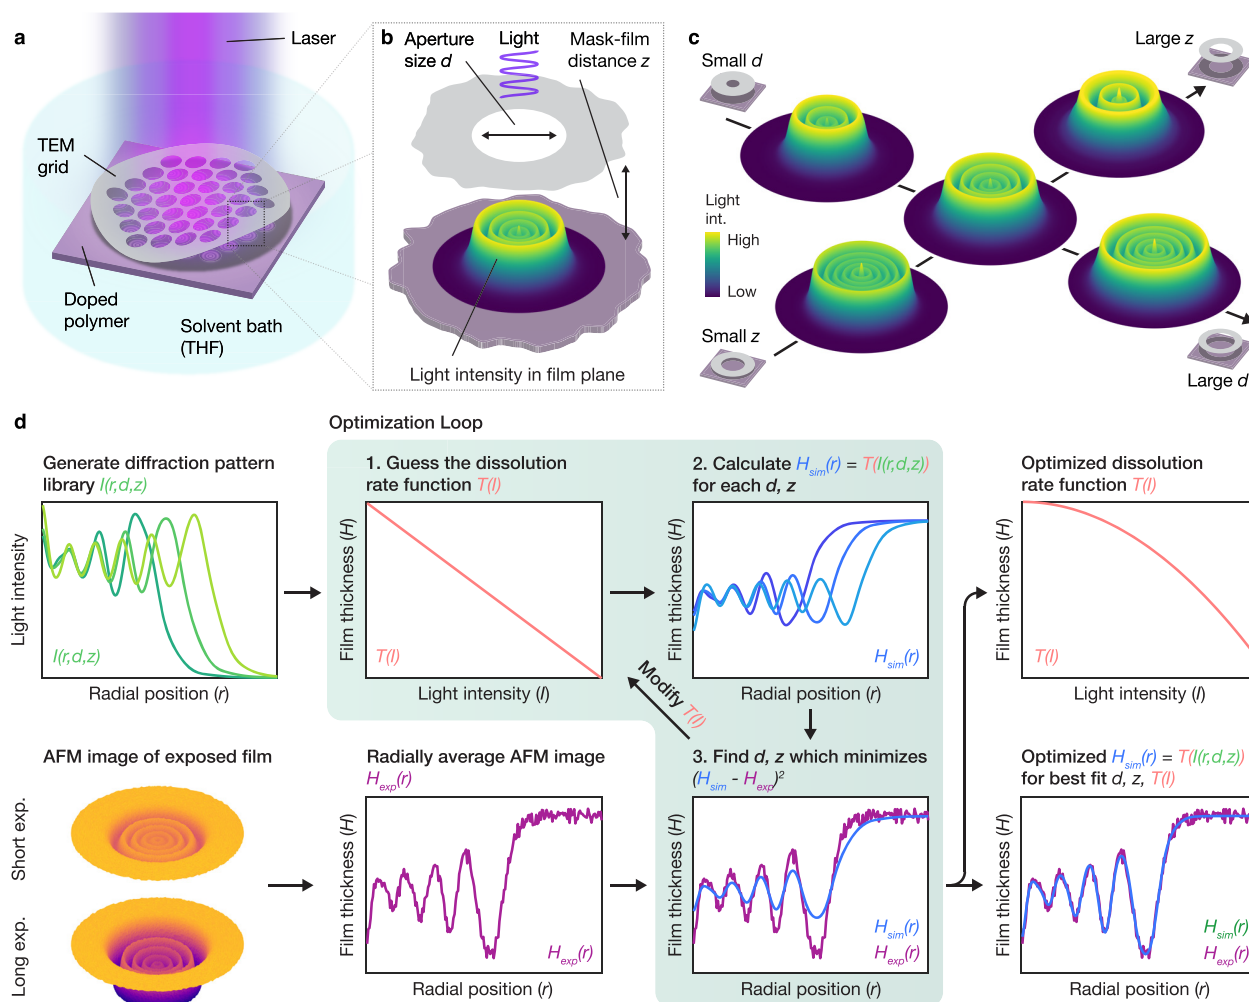 a
Laser
TEM
grid
Doped
polymer
Solvent bath
(THF)
b
Aperture
size d
Light
Mask-film
distance z
Light intensity in film plane
c
Small d
Large z
Light
int.
High
Low
Small z
Large d
d
Optimization Loop
Generate diffraction pattern
library I(r,d,z)
Light intensity
I(r,d,z)
Radial position (r)
1. Guess the dissolution
rate function T(I)
Film thickness (H)
T(I)
Light intensity (I)
2. Calculate Hsim(r) = T(I(r,d,z))
for each d, z
Film thickness (H)
Hsim(r)
Radial position (r)
Optimized dissolution
rate function T(I)
Film thickness (H)
T(I)
Light intensity (I)
Modify T(I)
AFM image of exposed film
Short exp.
Long exp.
Radially average AFM image
Hexp(r)
Film thickness (H)
Hexp(r)
Radial position (r)
3. Find d, z which minimizes
(Hsim - Hexp)²
Film thickness (H)
Hsim(r)
Hexp(r)
Radial position (r)
Optimized Hsim(r) = T(I(r,d,z))
for best fit d, z, T(I)
Film thickness (H)
Hsim(r)
Hexp(r)
Radial position (r)